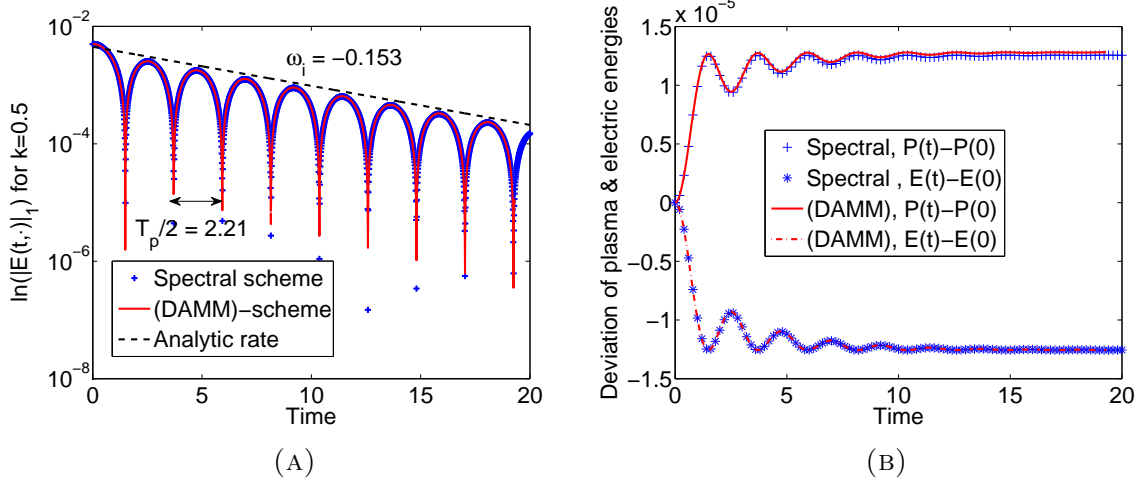 10⁻²
10⁻⁴
10⁻⁶
10⁻⁸
ln(|E(t,·)|₁) for k=0.5
ωᵢ = −0.153
Tₚ/2 = 2.21
Spectral scheme
(DAMM)−scheme
Analytic rate
0 5 10 15 20
Time
(A)
x 10⁻⁵
1.5
1
0.5
0
−0.5
−1
−1.5
Deviation of plasma & electric energies
Spectral, P(t)−P(0)
Spectral , E(t)−E(0)
(DAMM), P(t)−P(0)
(DAMM), E(t)−E(0)
0 5 10 15 20
Time
(B)